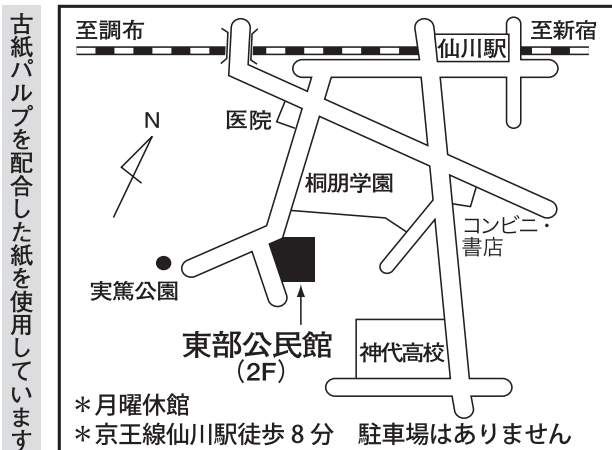 古紙パルプを配合した紙を使用しています
至調布
仙川駅
至新宿
医院
N
桐朋学園
コンビニ・
書店
実篤公園
東部公民館
(2F)
神代高校
＊月曜休館
＊京王線仙川駅徒歩8分　駐車場はありません